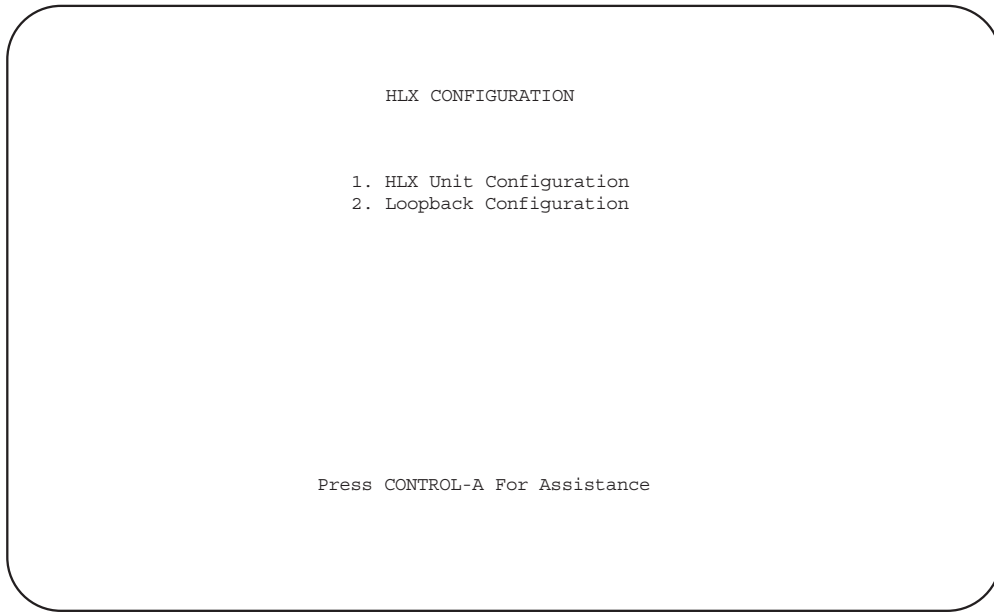 HLX CONFIGURATION
1. HLX Unit Configuration
2. Loopback Configuration
Press CONTROL-A For Assistance